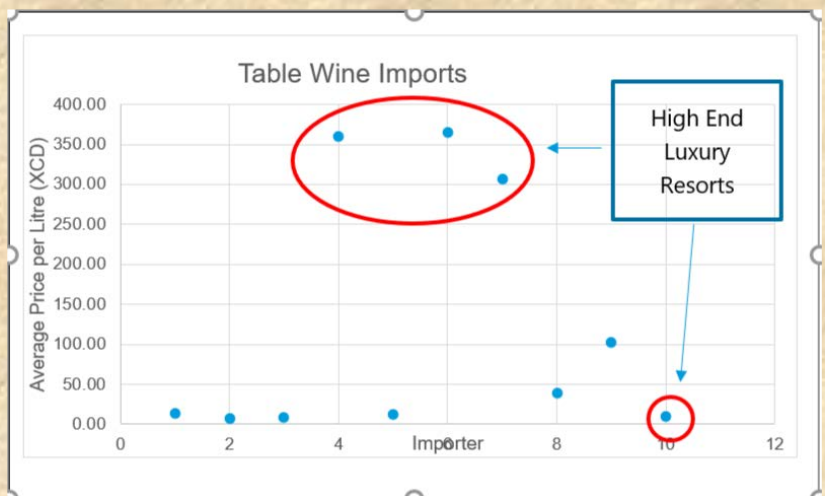 Table Wine Imports
High End
Luxury
Resorts
Average Price per Litre (XCD)
400.00
350.00
300.00
250.00
200.00
150.00
100.00
50.00
0.00
0 2 4 6 8 10 12
Importer